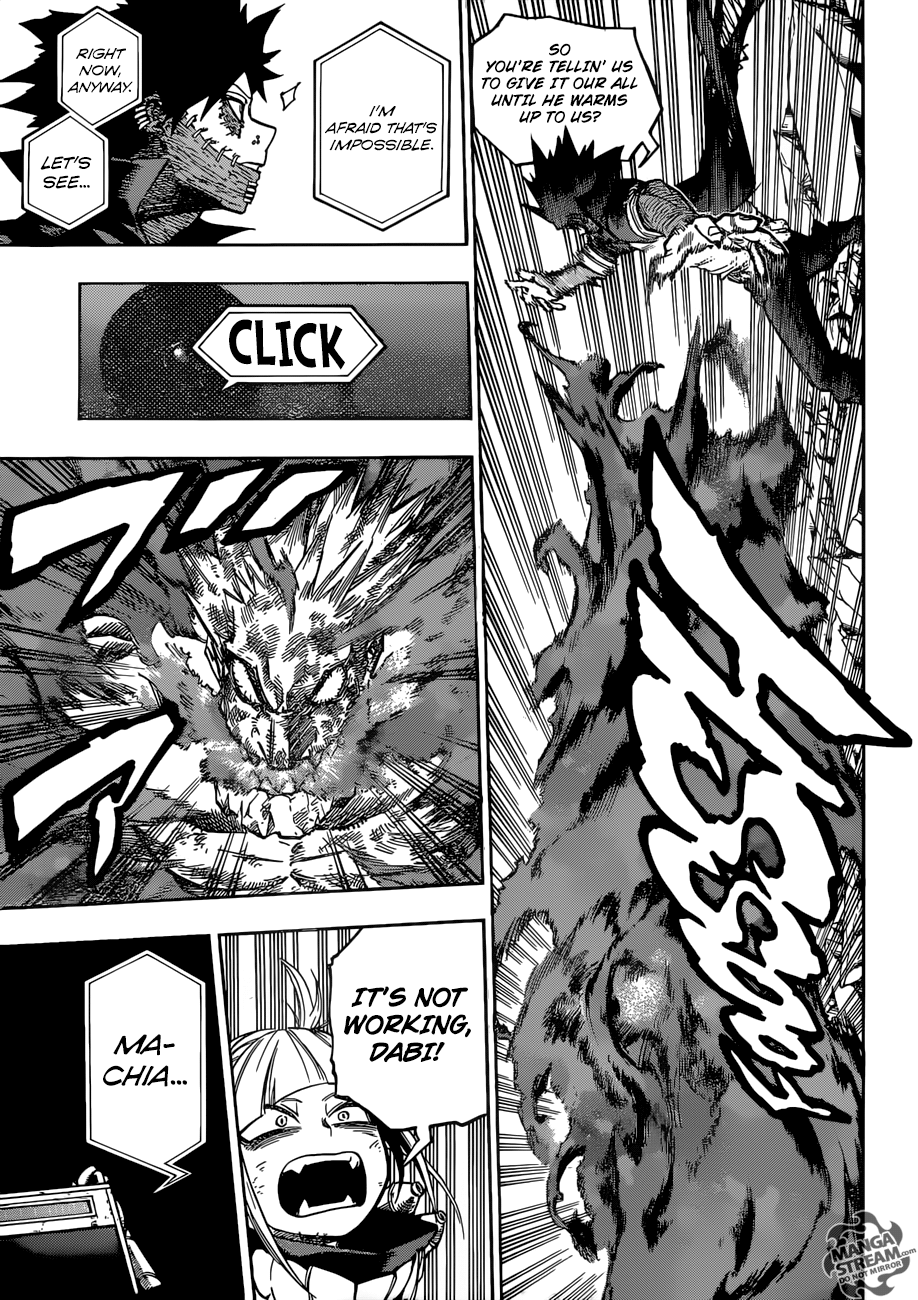 SO
YOU'RE TELLIN' US
TO GIVE IT OUR ALL
UNTIL HE WARMS
UP TO US?
I'M
AFRAID THAT'S
IMPOSSIBLE.
RIGHT
NOW,
ANYWAY.
LET'S
SEE...
CLICK
IT'S NOT
WORKING,
DABI!
MA-
CHIA...
MANGA
STREAM.com
DO NOT MIRROR